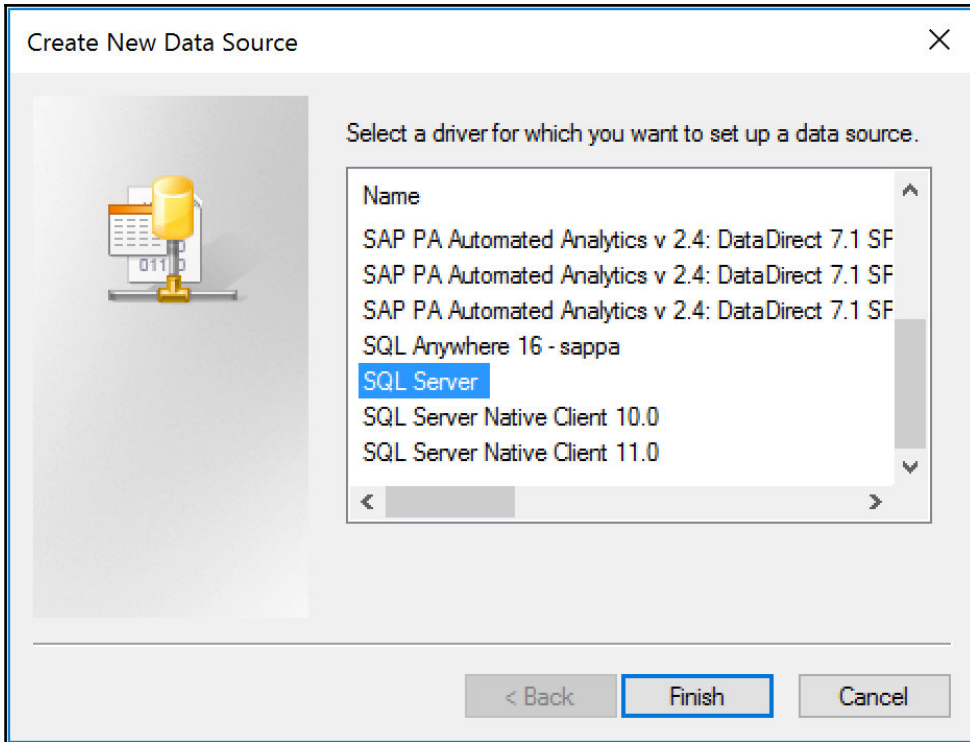 Create New Data Source
Select a driver for which you want to set up a data source.
Name
SAP PA Automated Analytics v 2.4: DataDirect 7.1 SF
SAP PA Automated Analytics v 2.4: DataDirect 7.1 SF
SAP PA Automated Analytics v 2.4: DataDirect 7.1 SF
SQL Anywhere 16 - sappa
SQL Server
SQL Server Native Client 10.0
SQL Server Native Client 11.0
< Back Finish Cancel